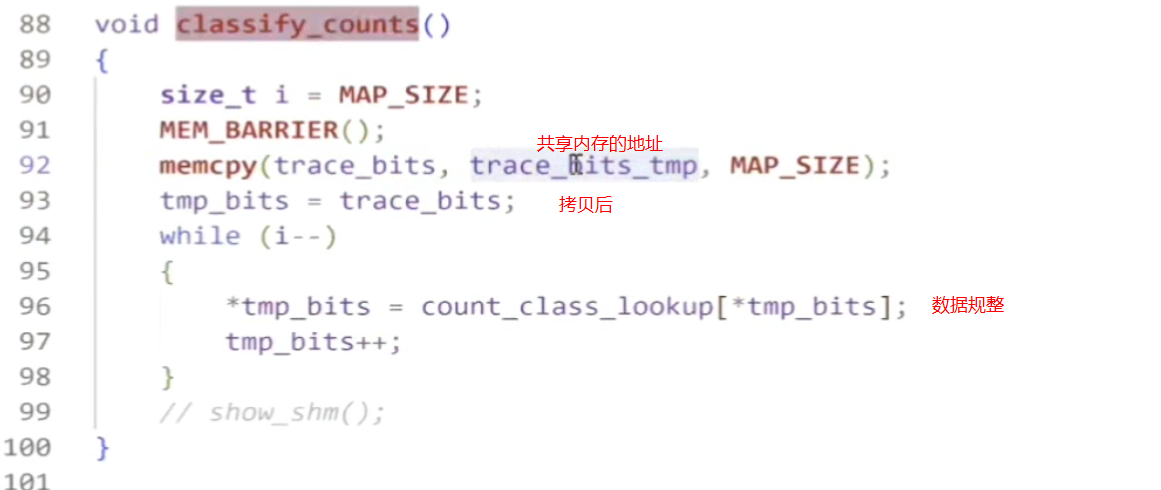 88 void classify_counts()
89 {
90 size_t i = MAP_SIZE;
91 MEM_BARRIER();
共享内存的地址
92 memcpy(trace_bits, trace_bits_tmp, MAP_SIZE);
93 tmp_bits = trace_bits; 拷贝后
94 while (i--)
95 {
96 *tmp_bits = count_class_lookup[*tmp_bits]; 数据规整
97 tmp_bits++;
98 }
99 // show_shm();
100 }
101